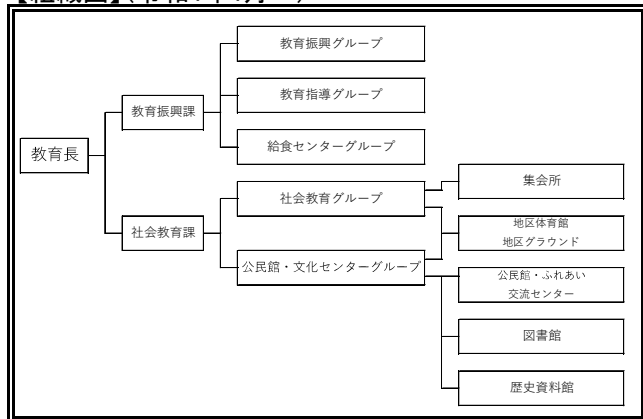 教育長
教育振興課
教育振興グループ
教育指導グループ
給食センターグループ
社会教育課
社会教育グループ
公民館・文化センターグループ
集会所
地区体育館
地区グラウンド
公民館・ふれあい
交流センター
図書館
歴史資料館